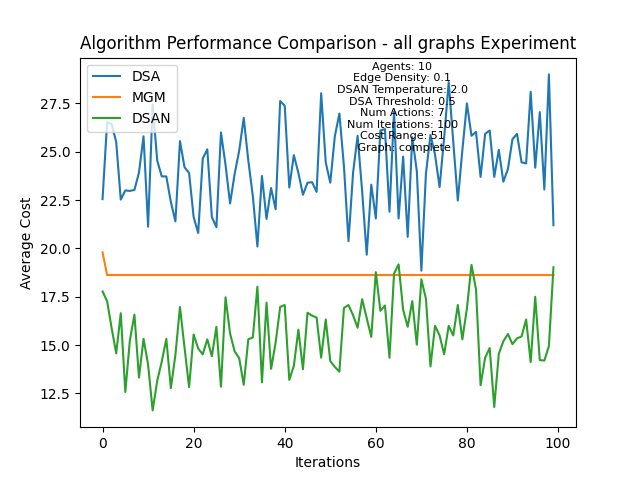 Algorithm Performance Comparison - all graphs Experiment
DSA
MGM
DSAN
Agents: 10
Edge Density: 0.1
DSAN Temperature: 2.0
DSA Threshold: 0.5
Num Actions: 7
Num Iterations: 100
Cost Range: 51
Graph: complete
Average Cost
27.5
25.0
22.5
20.0
17.5
15.0
12.5
0
20
40
60
80
100
Iterations